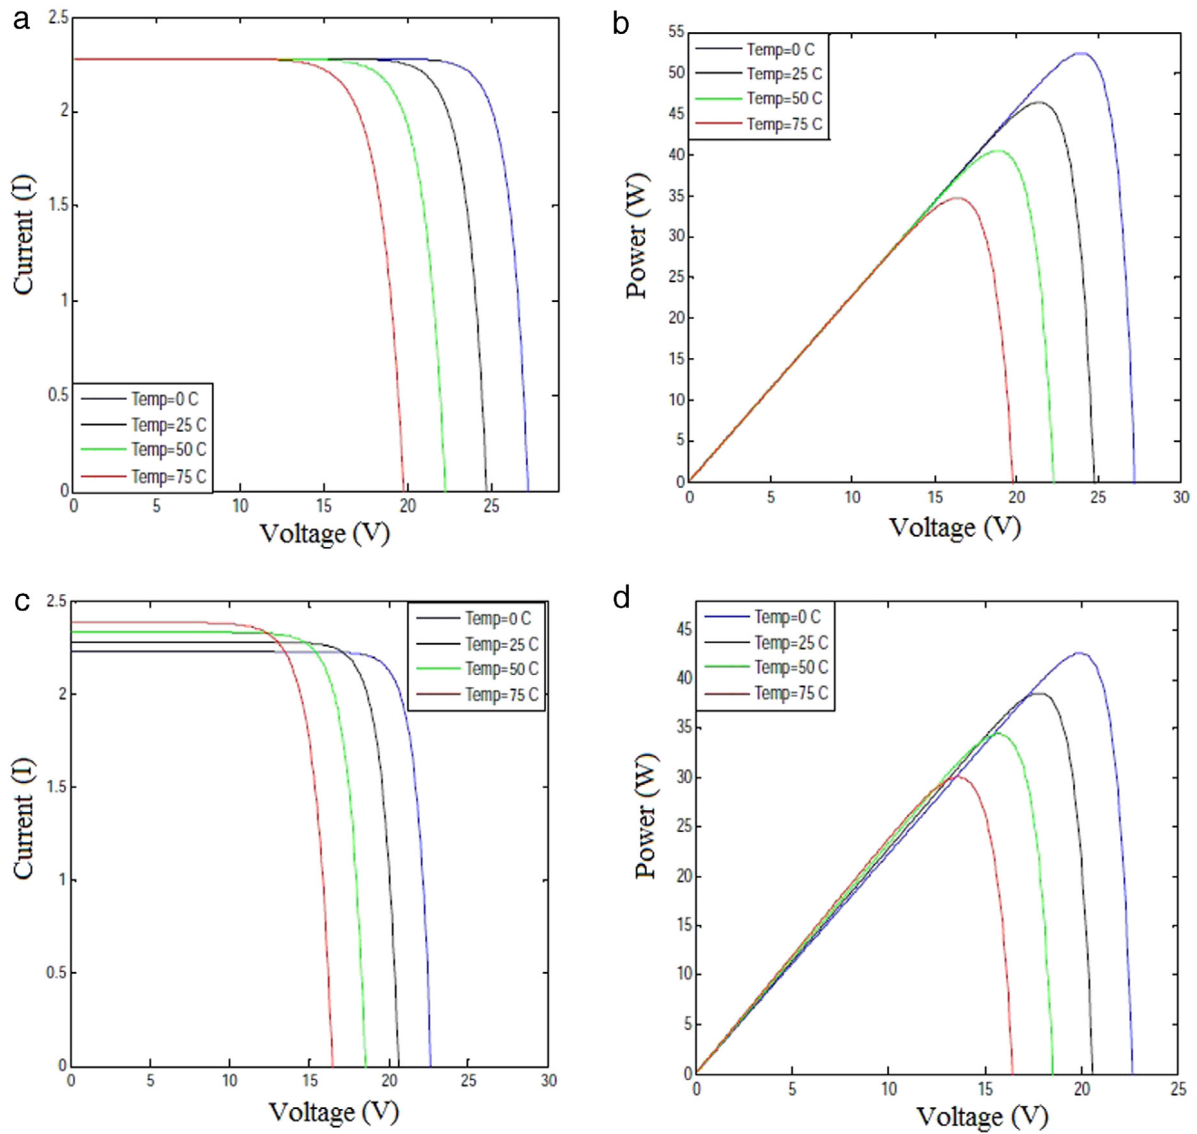 a
2.5
2
1.5
1
0.5
0
Current (I)
Temp=0 C
Temp=25 C
Temp=50 C
Temp=75 C
0 5 10 15 20 25
Voltage (V)
b
55
50
45
40
35
30
25
20
15
10
5
0
Power (W)
Temp=0 C
Temp=25 C
Temp=50 C
Temp=75 C
0 5 10 15 20 25 30
Voltage (V)
c
2.5
2
1.5
1
0.5
0
Current (I)
Temp=0 C
Temp=25 C
Temp=50 C
Temp=75 C
0 5 10 15 20 25 30
Voltage (V)
d
45
40
35
30
25
20
15
10
5
0
Power (W)
Temp=0 C
Temp=25 C
Temp=50 C
Temp=75 C
0 5 10 15 20 25
Voltage (V)